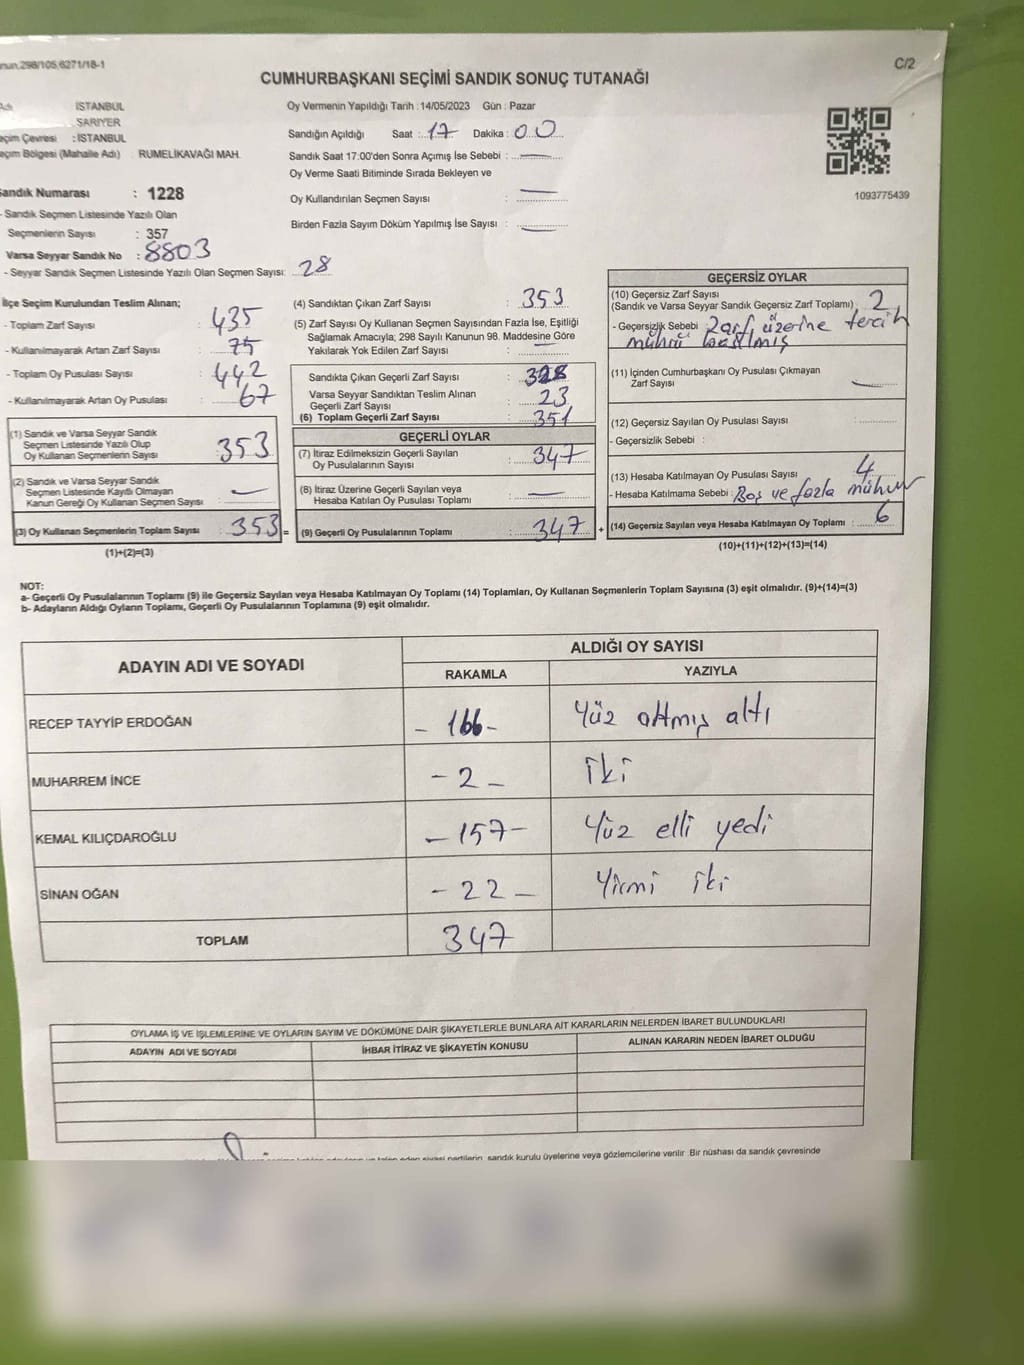 298/105,6271/18-1
C/2
CUMHURBAŞKANI SEÇİMİ SANDIK SONUÇ TUTANAĞI
İSTANBUL
SARIYER
Seçim Çevresi : İSTANBUL
Seçim Bölgesi (Mahalle Adı) : RUMELİKAVAĞI MAH.
Sandık Numarası : 1228
- Sandık Seçmen Listesinde Yazılı Olan
Seçmenlerin Sayısı : 357
Varsa Seyyar Sandık No : 8803
- Seyyar Sandık Seçmen Listesinde Yazılı Olan Seçmen Sayısı: 28
Oy Vermenin Yapıldığı Tarih : 14/05/2023 Gün : Pazar
Sandığın Açıldığı Saat : 17 Dakika : 00
Sandık Saat 17:00'den Sonra Açımış İse Sebebi : —
Oy Verme Saati Bitiminde Sırada Bekleyen ve
Oy Kullandırılan Seçmen Sayısı : —
Birden Fazla Sayım Döküm Yapılmış İse Sayısı : —
1093775439
İlçe Seçim Kurulundan Teslim Alınan;
- Toplam Zarf Sayısı : 435
- Kullanılmayarak Artan Zarf Sayısı : 75
- Toplam Oy Pusulası Sayısı : 442
- Kullanılmayarak Artan Oy Pusulası : 67
(1) Sandık ve Varsa Seyyar Sandık
Seçmen Listesinde Yazılı Olup
Oy Kullanan Seçmenlerin Sayısı : 353
(2) Sandık ve Varsa Seyyar Sandık
Seçmen Listesinde Kayıtlı Olmayan
Kanun Gereği Oy Kullanan Seçmen Sayısı : —
(3) Oy Kullanan Seçmenlerin Toplam Sayısı : 353 =
(1)+(2)=(3)
(4) Sandıktan Çıkan Zarf Sayısı : 353
(5) Zarf Sayısı Oy Kullanan Seçmen Sayısından Fazla İse, Eşitliği
Sağlamak Amacıyla; 298 Sayılı Kanunun 98. Maddesine Göre
Yakılarak Yok Edilen Zarf Sayısı : —
Sandıkta Çıkan Geçerli Zarf Sayısı : 328
Varsa Seyyar Sandıktan Teslim Alınan
Geçerli Zarf Sayısı : 23
(6) Toplam Geçerli Zarf Sayısı : 351
GEÇERLİ OYLAR
(7) İtiraz Edilmeksizin Geçerli Sayılan
Oy Pusulalarının Sayısı : 347
(8) İtiraz Üzerine Geçerli Sayılan veya
Hesaba Katılan Oy Pusulası Toplamı : —
(9) Geçerli Oy Pusulalarının Toplamı : 347 +
GEÇERSİZ OYLAR
(10) Geçersiz Zarf Sayısı
(Sandık ve Varsa Seyyar Sandık Geçersiz Zarf Toplamı) : 2
- Geçersizlik Sebebi : 2 zarf üzerine tercih
mührü basılmış
(11) İçinden Cumhurbaşkanı Oy Pusulası Çıkmayan
Zarf Sayısı : —
(12) Geçersiz Sayılan Oy Pusulası Sayısı :
- Geçersizlik Sebebi :
(13) Hesaba Katılmayan Oy Pusulası Sayısı : 4
- Hesaba Katılmama Sebebi : Boş ve fazla mühür
(14) Geçersiz Sayılan veya Hesaba Katılmayan Oy Toplamı : 6
(10)+(11)+(12)+(13)=(14)
NOT:
a- Geçerli Oy Pusulalarının Toplamı (9) ile Geçersiz Sayılan veya Hesaba Katılmayan Oy Toplamı (14) Toplamları, Oy Kullanan Seçmenlerin Toplam Sayısına (3) eşit olmalıdır. (9)+(14)=(3)
b- Adayların Aldığı Oyların Toplamı, Geçerli Oy Pusulalarının Toplamına (9) eşit olmalıdır.
ADAYIN ADI VE SOYADI
ALDIĞI OY SAYISI
RAKAMLA YAZIYLA
RECEP TAYYİP ERDOĞAN - 166 - Yüz altmış altı
MUHARREM İNCE - 2 - iki
KEMAL KILIÇDAROĞLU - 157 - Yüz elli yedi
SİNAN OĞAN - 22 - Yirmi iki
TOPLAM 347
OYLAMA İŞ VE İŞLEMLERİNE VE OYLARIN SAYIM VE DÖKÜMÜNE DAİR ŞİKAYETLERLE BUNLARA AİT KARARLARIN NELERDEN İBARET BULUNDUKLARI
ADAYIN ADI VE SOYADI İHBAR İTİRAZ VE ŞİKAYETİN KONUSU ALINAN KARARIN NEDEN İBARET OLDUĞU
sandık kurulu üyelerine veya gözlemcilerine verilir. Bir nüshası da sandık çevresinde